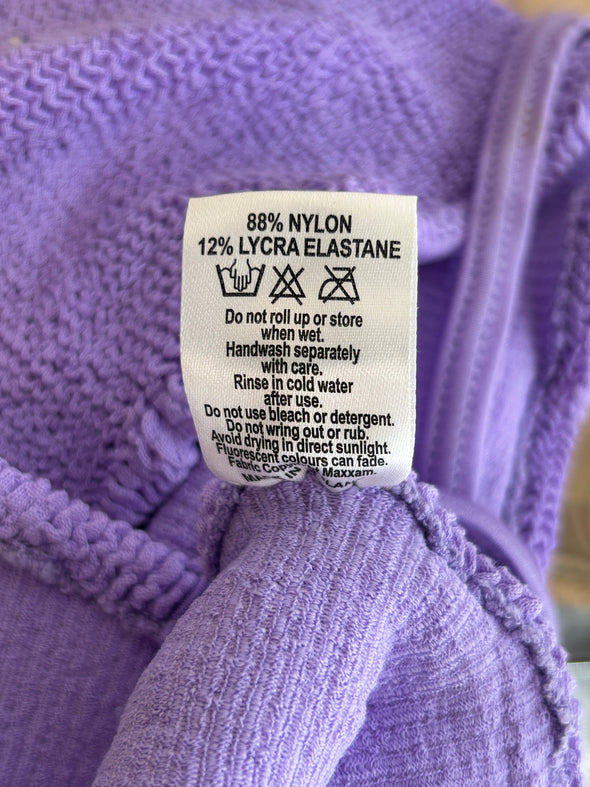 88% NYLON
12% LYCRA ELASTANE
Do not roll up or store
when wet.
Handwash separately
with care.
Rinse in cold water
after use.
Do not use bleach or detergent.
Do not wring out or rub.
Avoid drying in direct sunlight.
Fluorescent colours can fade.
Fabric Maxxam.